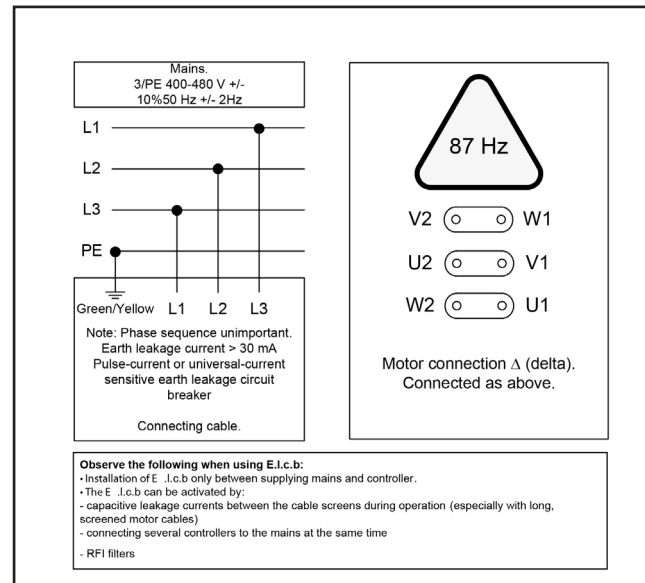 Mains.
3/PE 400-480 V +/-
10%50 Hz +/- 2Hz
L1
L2
L3
PE
Green/Yellow L1 L2 L3
Note: Phase sequence unimportant.
Earth leakage current > 30 mA
Pulse-current or universal-current
sensitive earth leakage circuit
breaker
Connecting cable.
87 Hz
V2 W1
U2 V1
W2 U1
Motor connection Δ (delta).
Connected as above.
Observe the following when using E.l.c.b:
• Installation of E .l.c.b only between supplying mains and controller.
• The E .l.c.b can be activated by:
- capacitive leakage currents between the cable screens during operation (especially with long,
screened motor cables)
- connecting several controllers to the mains at the same time
- RFI filters